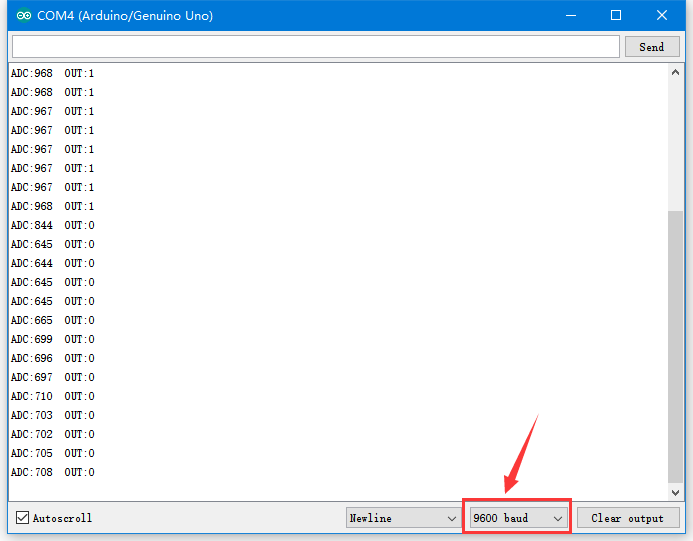 COM4 (Arduino/Genuino Uno)
Send
ADC:968 OUT:1
ADC:968 OUT:1
ADC:967 OUT:1
ADC:967 OUT:1
ADC:967 OUT:1
ADC:967 OUT:1
ADC:967 OUT:1
ADC:968 OUT:1
ADC:844 OUT:0
ADC:645 OUT:0
ADC:644 OUT:0
ADC:645 OUT:0
ADC:645 OUT:0
ADC:665 OUT:0
ADC:699 OUT:0
ADC:696 OUT:0
ADC:697 OUT:0
ADC:710 OUT:0
ADC:703 OUT:0
ADC:702 OUT:0
ADC:705 OUT:0
ADC:708 OUT:0
Autoscroll Newline 9600 baud Clear output